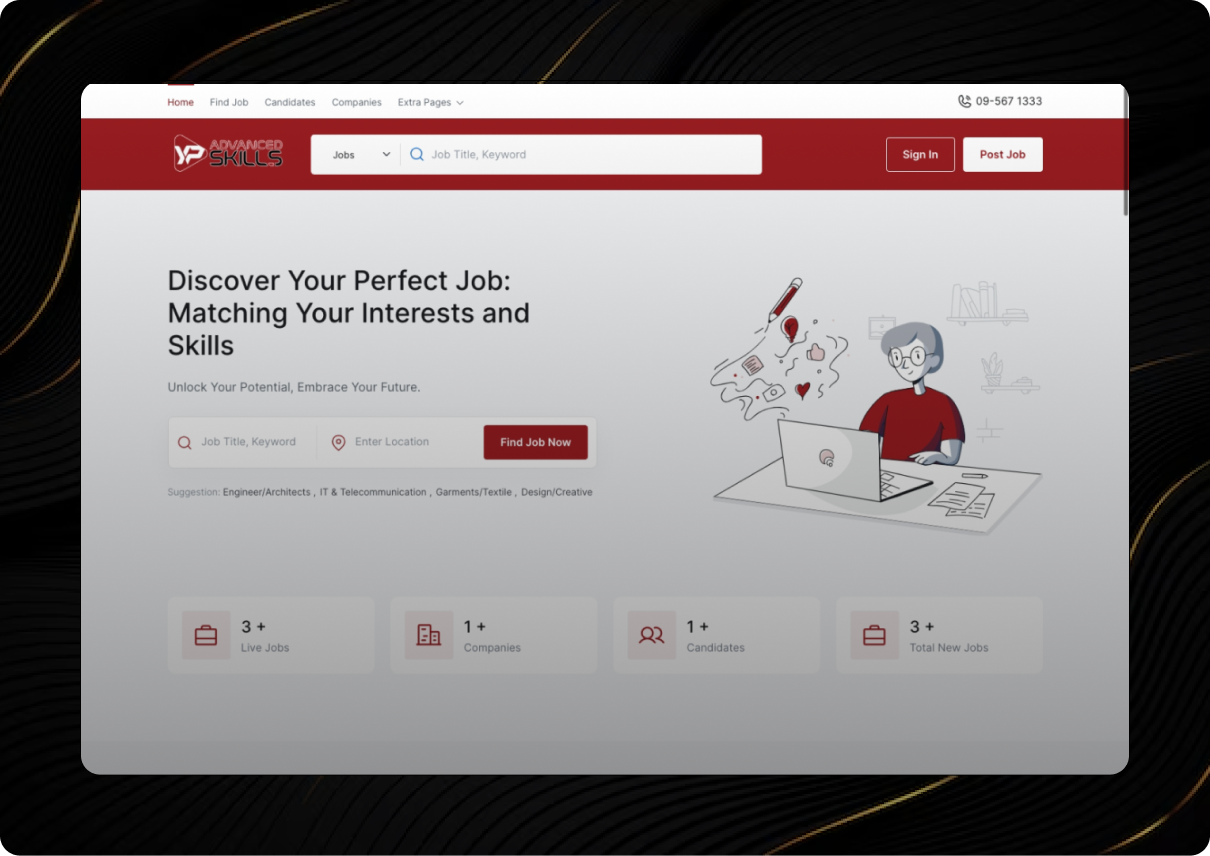 Home Find Job Candidates Companies Extra Pages 09-567 1333
YP ADVANCED
SKILLS
Jobs Job Title, Keyword Sign In Post Job
Discover Your Perfect Job:
Matching Your Interests and
Skills
Unlock Your Potential, Embrace Your Future.
Job Title, Keyword Enter Location Find Job Now
Suggestion: Engineer/Architects , IT & Telecommunication , Garments/Textile , Design/Creative
3 + 1 + 1 + 3 +
Live Jobs Companies Candidates Total New Jobs